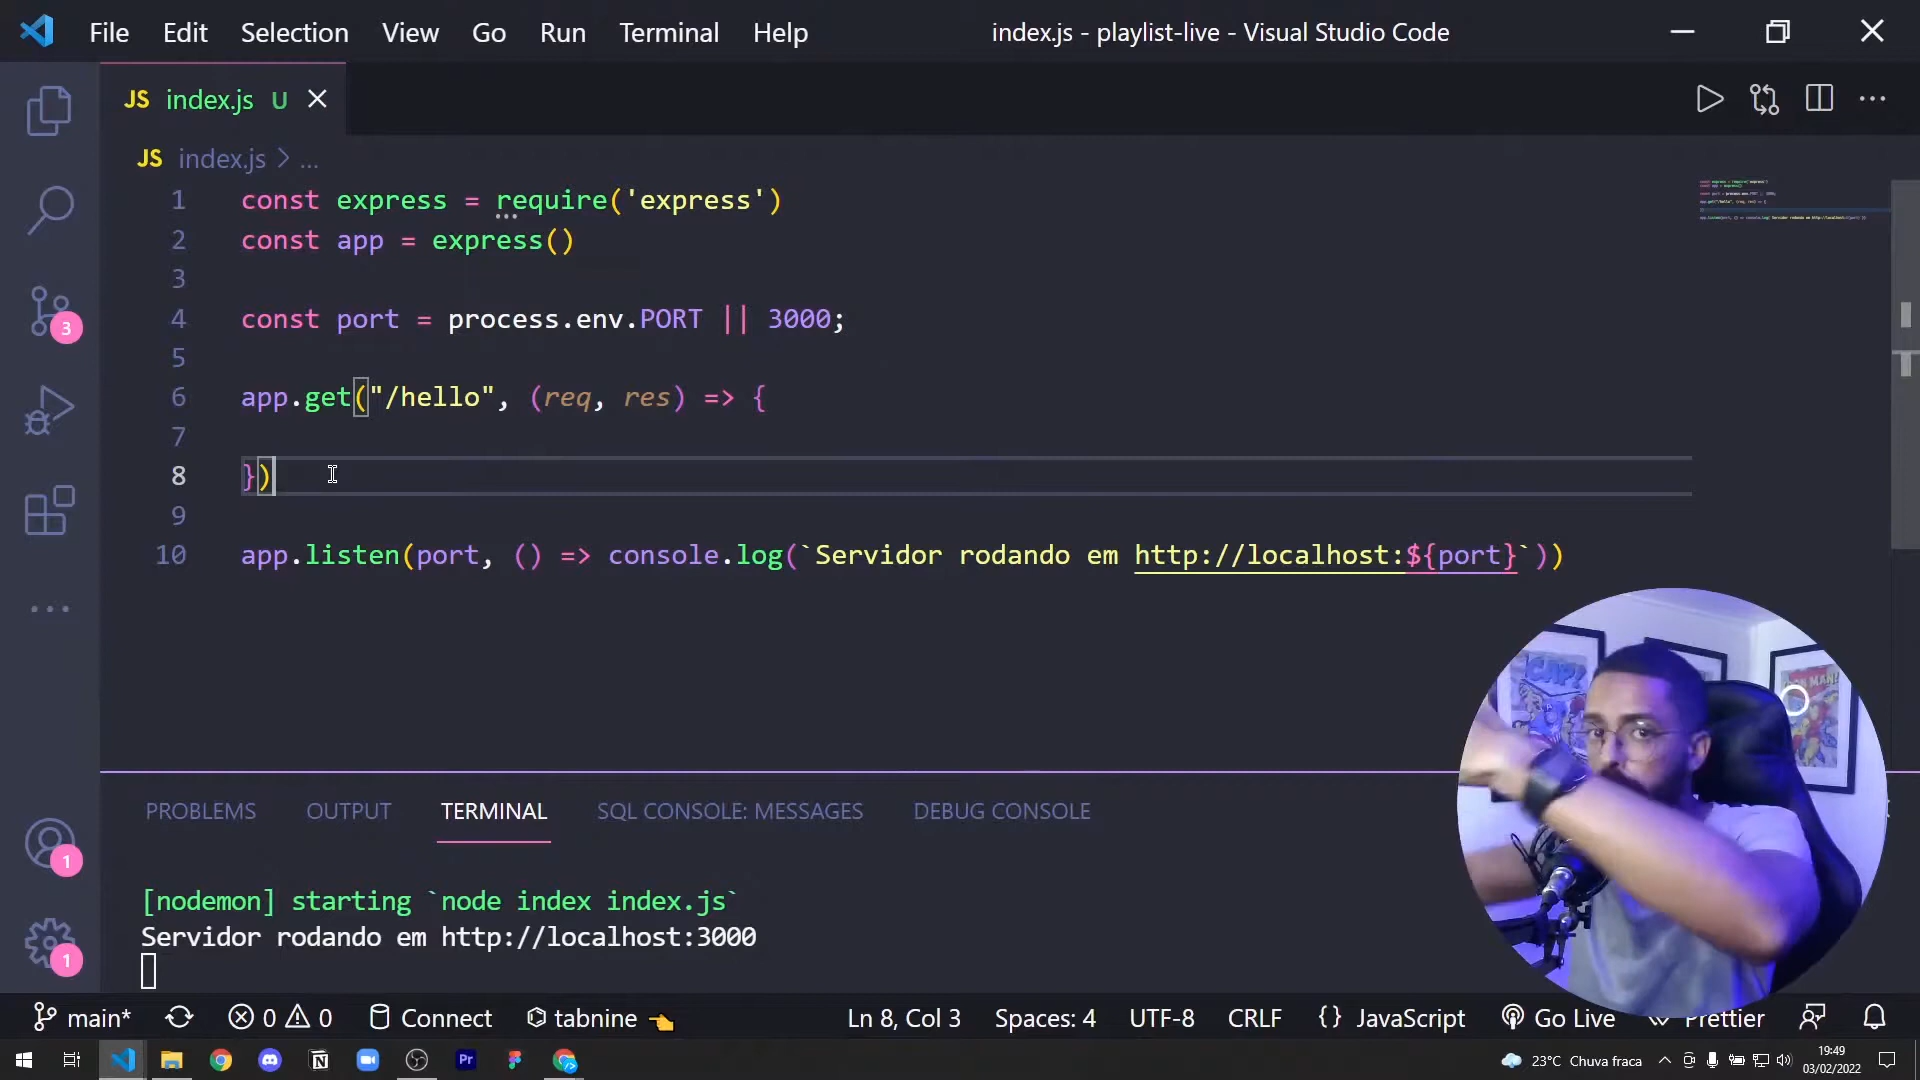 File Edit Selection View Go Run Terminal Help index.js - playlist-live - Visual Studio Code
JS index.js U
JS index.js > ...
1 const express = require('express')
2 const app = express()
3
4 const port = process.env.PORT || 3000;
5
6 app.get("/hello", (req, res) => {
7
8 })
9
10 app.listen(port, () => console.log(`Servidor rodando em http://localhost:${port}`))
3
PROBLEMS OUTPUT TERMINAL SQL CONSOLE: MESSAGES DEBUG CONSOLE
1
[nodemon] starting `node index index.js`
Servidor rodando em http://localhost:3000
1
main* 0 0 Connect tabnine Ln 8, Col 3 Spaces: 4 UTF-8 CRLF {} JavaScript Go Live Prettier
Pr 23°C Chuva fraca 19:49
03/02/2022